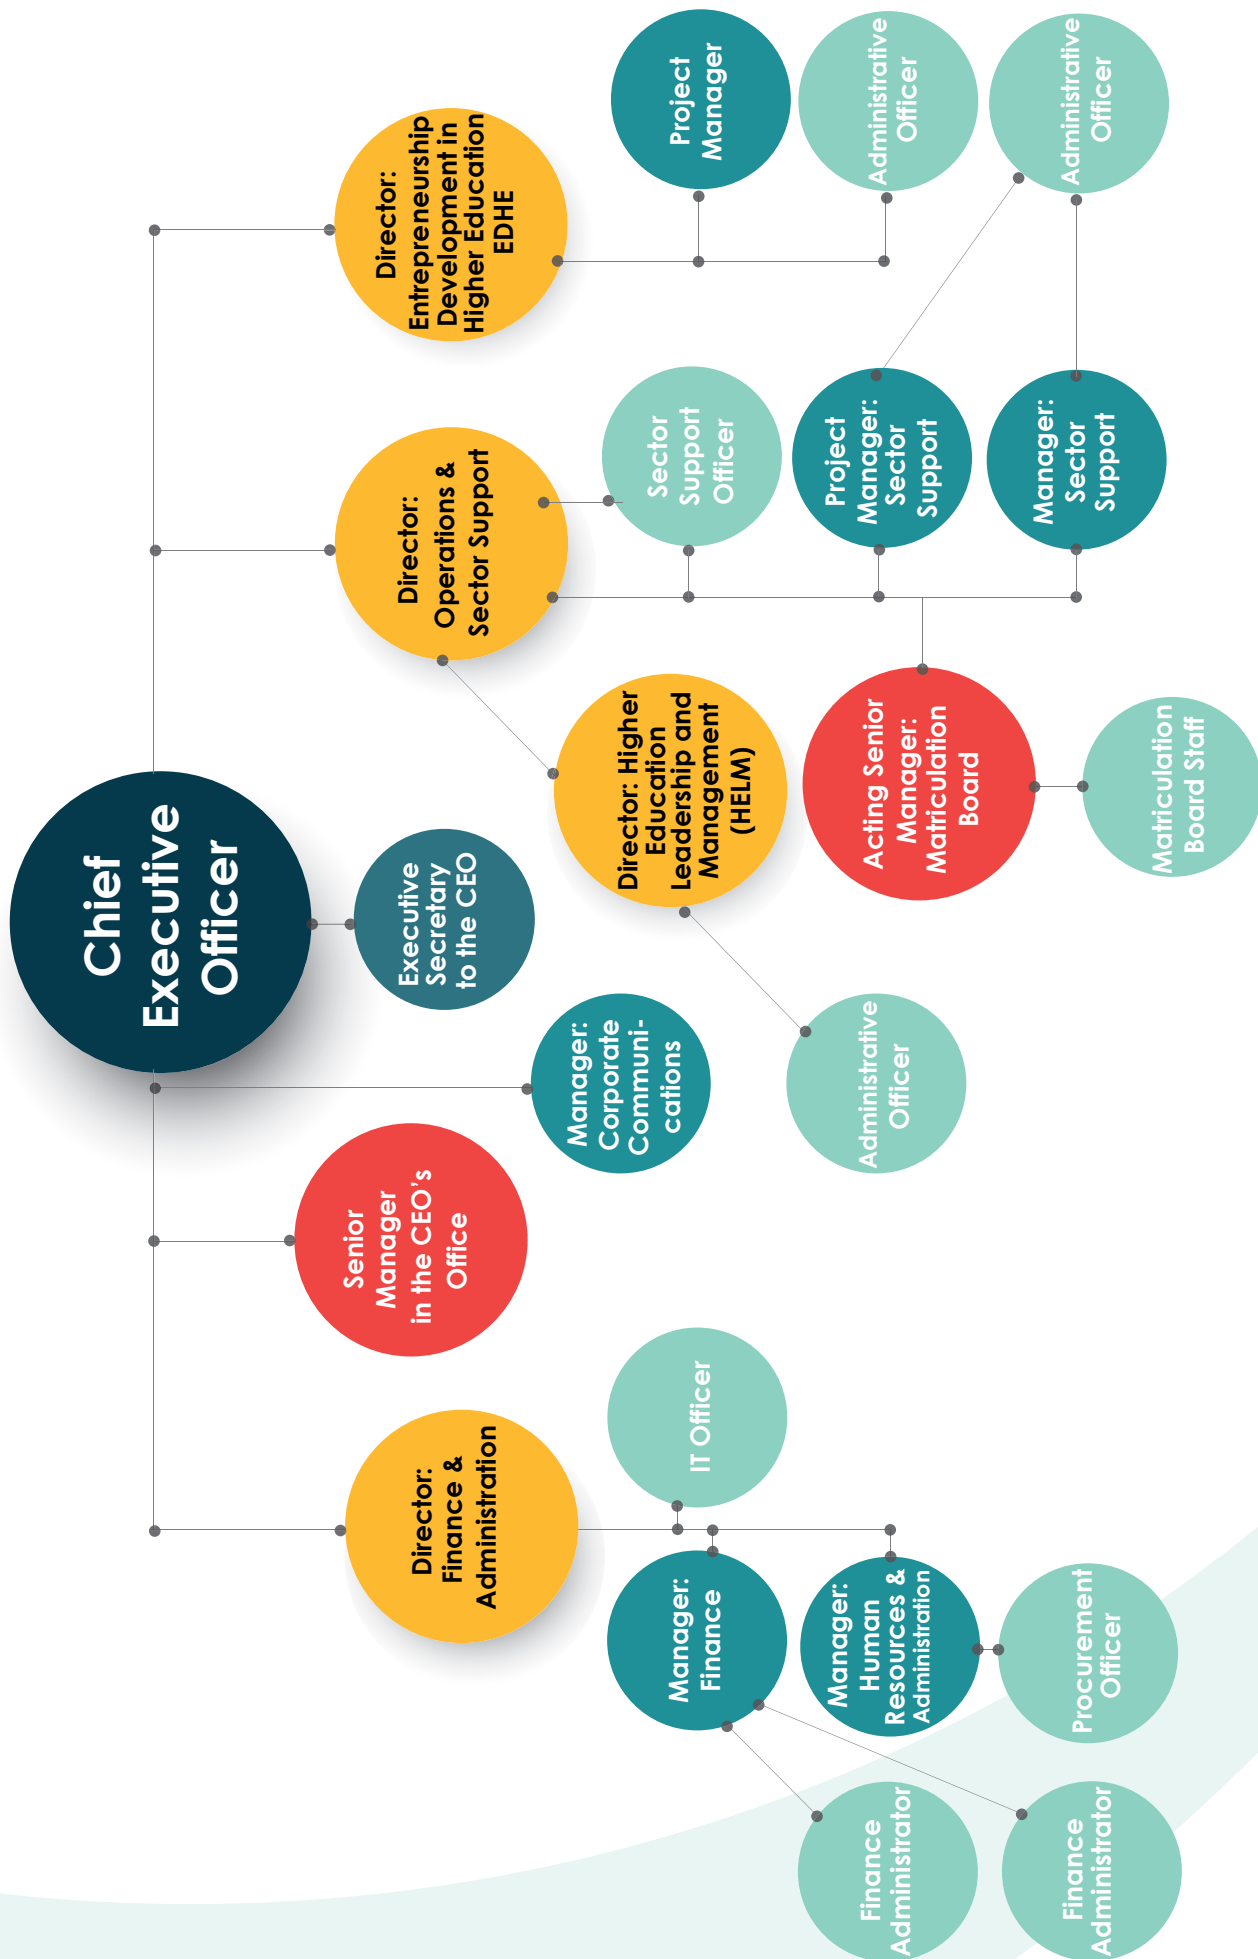 Chief
Executive
Officer
Executive
Secretary
to the CEO
Director:
Finance &
Administration
Senior
Manager
in the CEO's
Office
Manager:
Corporate
Communi-
cations
Director:
Operations &
Sector Support
Director:
Entrepreneurship
Development in
Higher Education
EDHE
Director: Higher
Education
Leadership and
Management
(HELM)
IT Officer
Manager:
Finance
Manager:
Human
Resources &
Administration
Procurement
Officer
Finance
Administrator
Finance
Administrator
Administrative
Officer
Acting Senior
Manager:
Matriculation
Board
Matriculation
Board Staff
Sector
Support
Officer
Project
Manager:
Sector
Support
Manager:
Sector
Support
Project
Manager
Administrative
Officer
Administrative
Officer